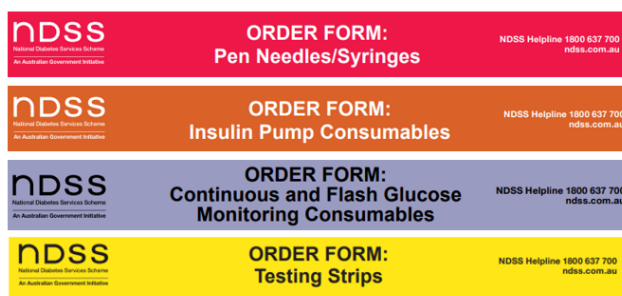 nDSS
National Diabetes Services Scheme
An Australian Government Initiative
ORDER FORM:
Pen Needles/Syringes
NDSS Helpline 1800 637 700
ndss.com.au
nDSS
National Diabetes Services Scheme
An Australian Government Initiative
ORDER FORM:
Insulin Pump Consumables
NDSS Helpline 1800 637 700
ndss.com.au
nDSS
National Diabetes Services Scheme
An Australian Government Initiative
ORDER FORM:
Continuous and Flash Glucose
Monitoring Consumables
NDSS Helpline 1800 637 700
ndss.com.au
nDSS
National Diabetes Services Scheme
An Australian Government Initiative
ORDER FORM:
Testing Strips
NDSS Helpline 1800 637 700
ndss.com.au